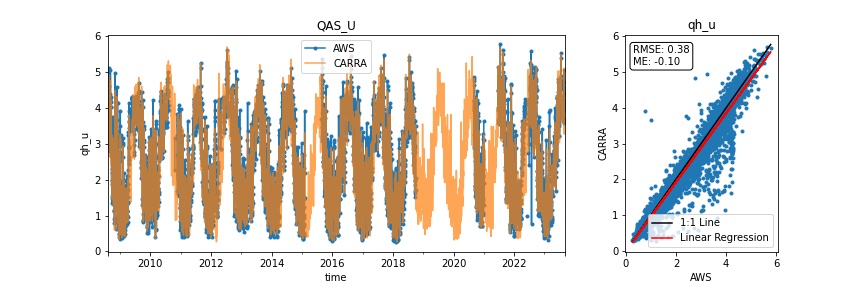 QAS_U
qh_u
6
5
4
3
2
1
0
qh_u
AWS
CARRA
2010
2012
2014
2016
2018
2020
2022
time
qh_u
6
5
4
3
2
1
0
CARRA
RMSE: 0.38
ME: -0.10
1:1 Line
Linear Regression
0
2
4
6
AWS